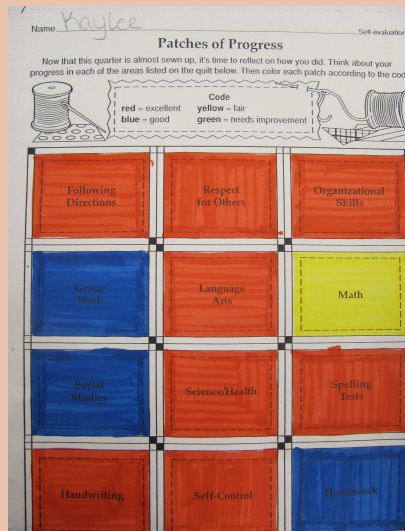 Name Kaylee Self-evaluation
Patches of Progress
Now that this quarter is almost sewn up, it's time to reflect on how you did. Think about your
progress in each of the areas listed on the quilt below. Then color each patch according to the cod
Code
red = excellent yellow = fair
blue = good green = needs improvement
Following
Directions
Respect
for Others
Organizational
Skills
Group
Work
Language
Arts
Math
Social
Studies
Science/Health
Spelling
Tests
Handwriting
Self-Control
Homework